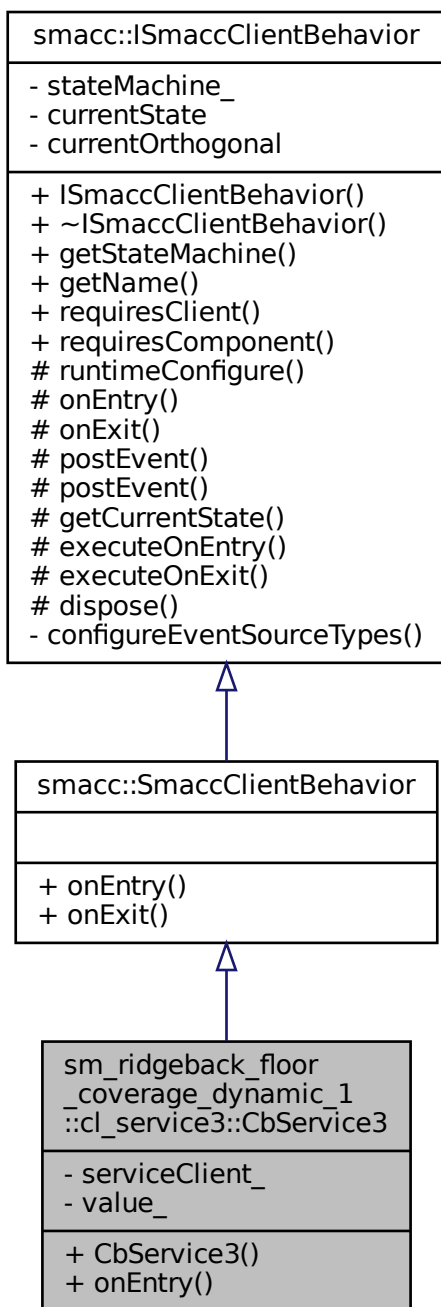 smacc::ISmaccClientBehavior
- stateMachine_
- currentState
- currentOrthogonal
+ ISmaccClientBehavior()
+ ~ISmaccClientBehavior()
+ getStateMachine()
+ getName()
+ requiresClient()
+ requiresComponent()
# runtimeConfigure()
# onEntry()
# onExit()
# postEvent()
# postEvent()
# getCurrentState()
# executeOnEntry()
# executeOnExit()
# dispose()
- configureEventSourceTypes()
smacc::SmaccClientBehavior
+ onEntry()
+ onExit()
sm_ridgeback_floor
_coverage_dynamic_1
::cl_service3::CbService3
- serviceClient_
- value_
+ CbService3()
+ onEntry()